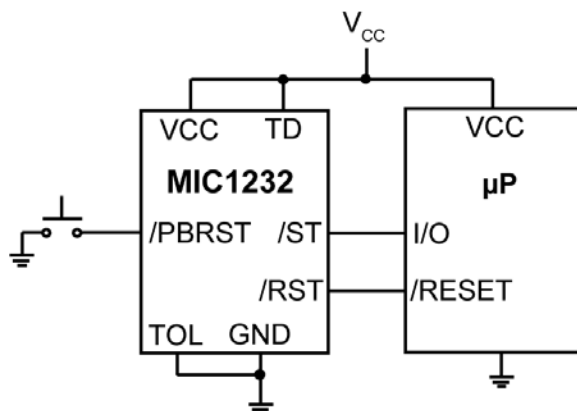 VCC
VCC TD
VCC
MIC1232
µP
/PBRST /ST
I/O
/RST
/RESET
TOL GND